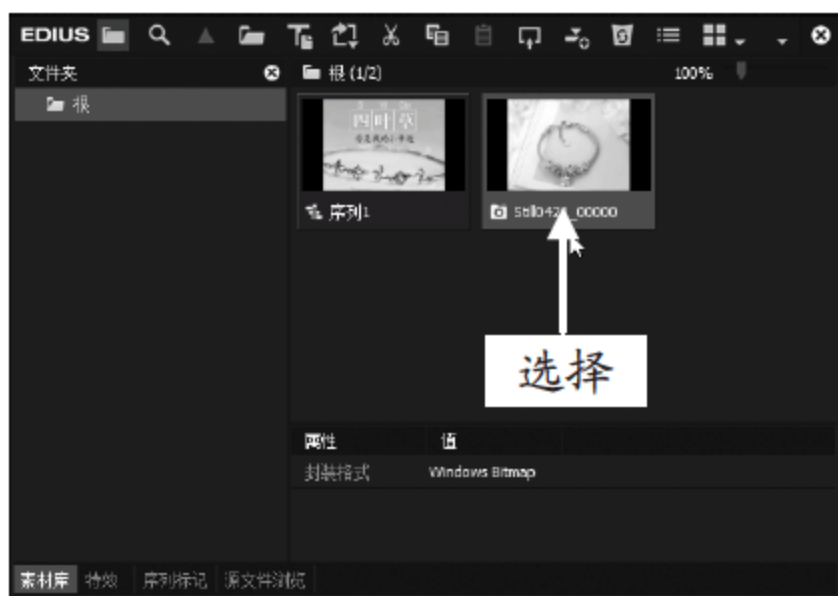 EDIUS
文件夹
根 (1/2)
100%
根
四叶草
序列1
选择
属性 值
封装格式 Windows Bitmap
素材库 特效 序列标记 源文件浏览